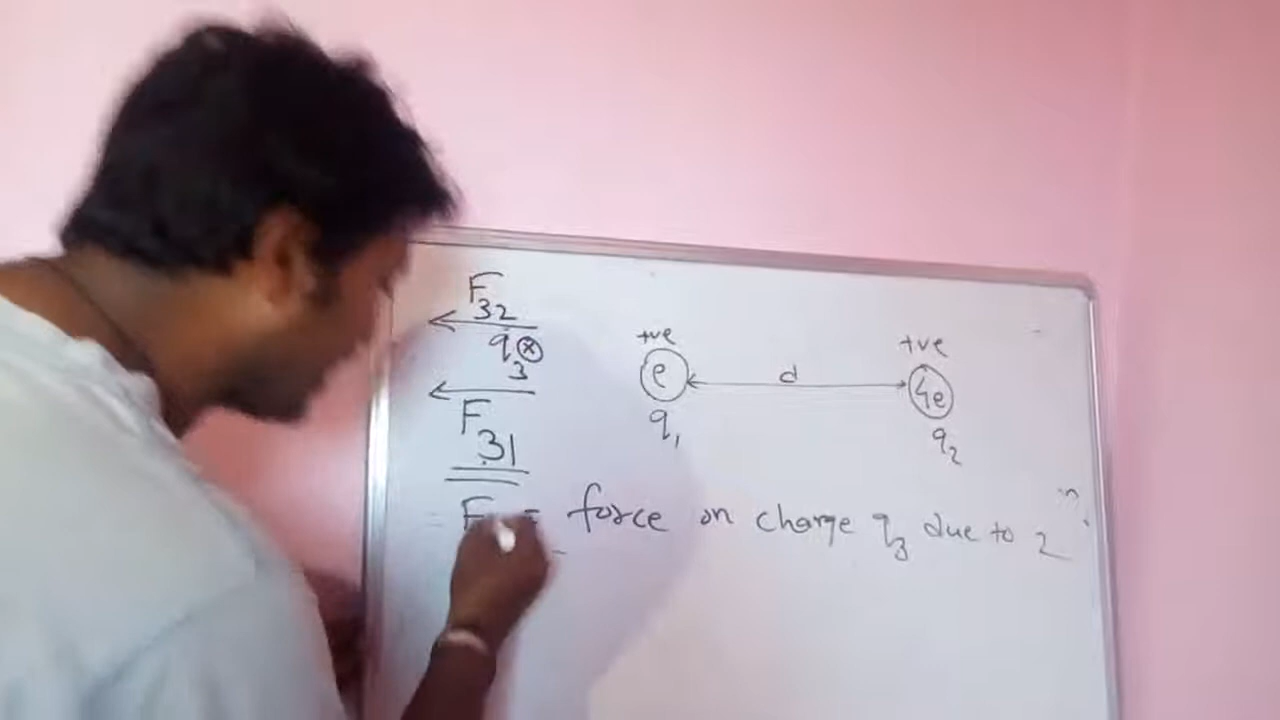 F32
q3 ⊗
F31
+ve
e
q1
d
+ve
4e
q2
F = force on charge q3 due to 2